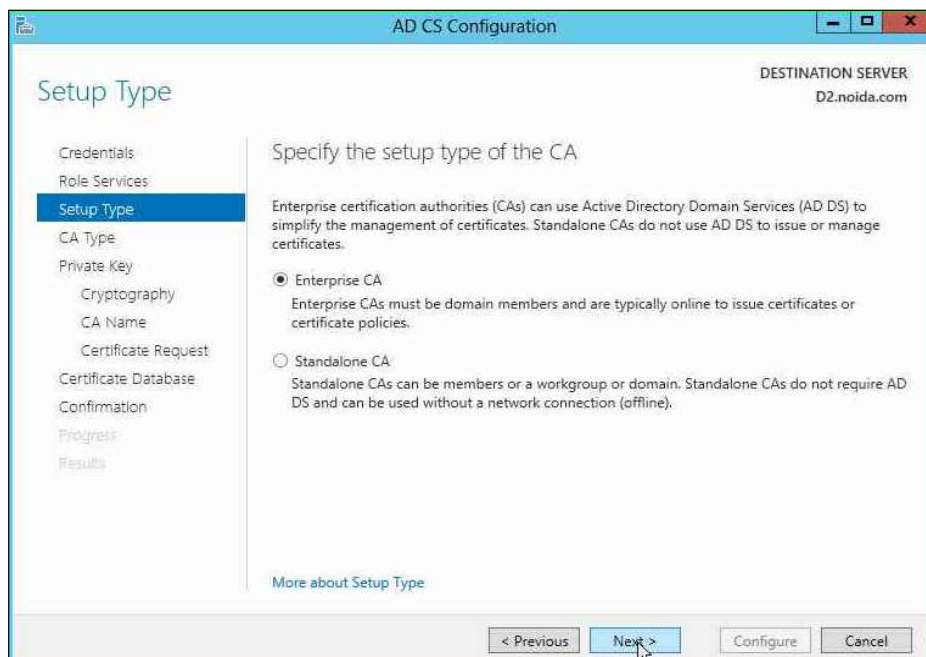 AD CS Configuration
DESTINATION SERVER
D2.noida.com
Setup Type
Credentials
Role Services
Setup Type
CA Type
Private Key
Cryptography
CA Name
Certificate Request
Certificate Database
Confirmation
Progress
Results
Specify the setup type of the CA
Enterprise certification authorities (CAs) can use Active Directory Domain Services (AD DS) to
simplify the management of certificates. Standalone CAs do not use AD DS to issue or manage
certificates.
Enterprise CA
Enterprise CAs must be domain members and are typically online to issue certificates or
certificate policies.
Standalone CA
Standalone CAs can be members or a workgroup or domain. Standalone CAs do not require AD
DS and can be used without a network connection (offline).
More about Setup Type
< Previous
Next >
Configure
Cancel